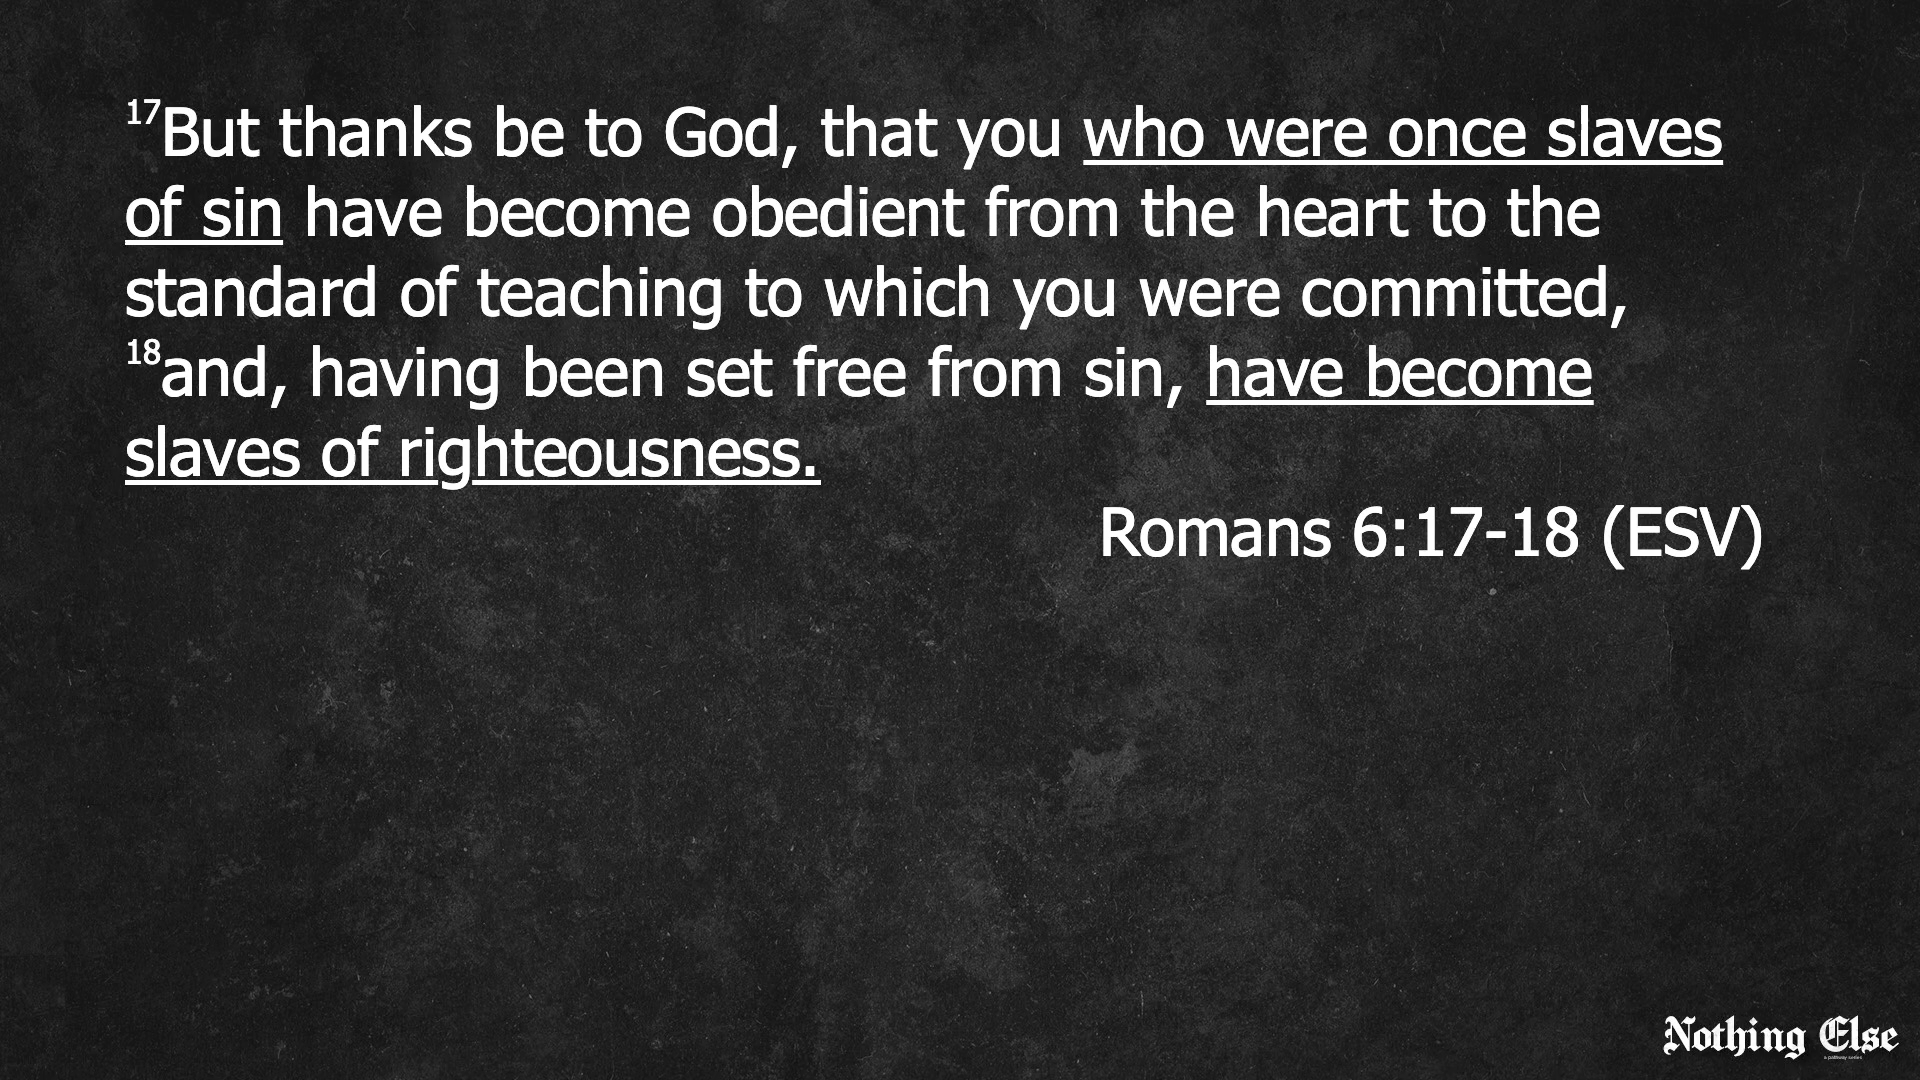 17But thanks be to God, that you who were once slaves
of sin have become obedient from the heart to the
standard of teaching to which you were committed,
18and, having been set free from sin, have become
slaves of righteousness.
Romans 6:17-18 (ESV)
Nothing Else
a pathway series